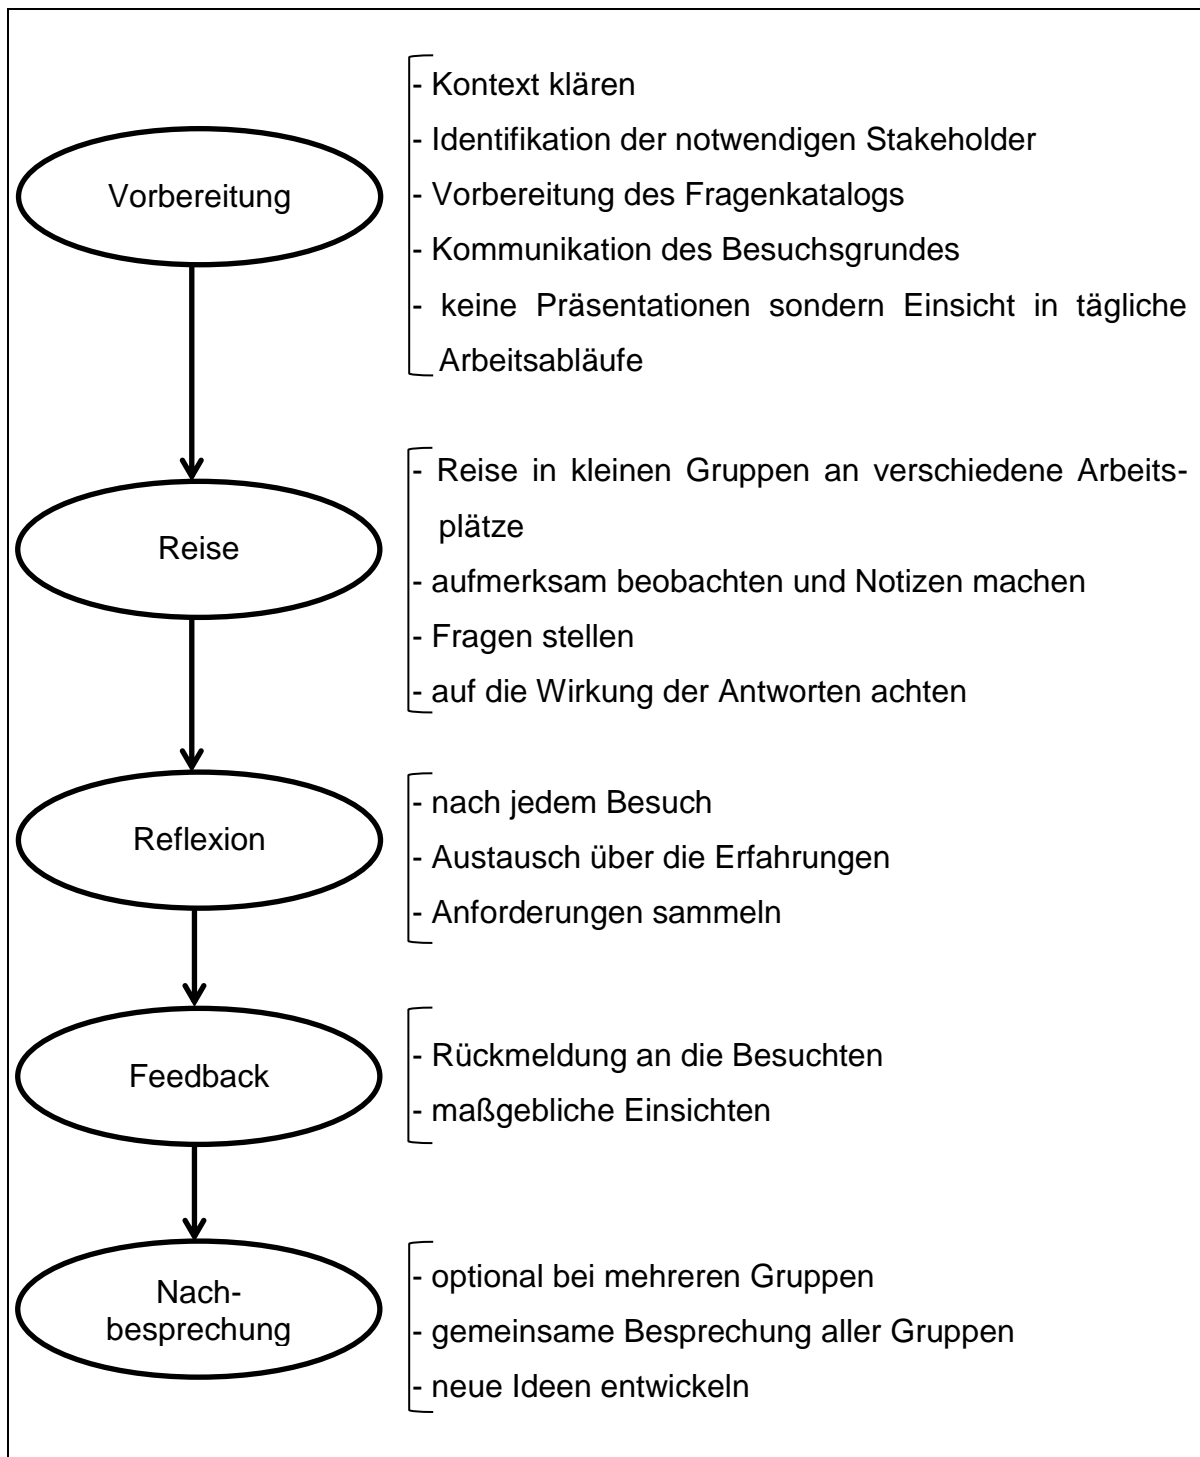 Vorbereitung
- Kontext klären
- Identifikation der notwendigen Stakeholder
- Vorbereitung des Fragenkatalogs
- Kommunikation des Besuchsgrundes
- keine Präsentationen sondern Einsicht in tägliche
Arbeitsabläufe
Reise
- Reise in kleinen Gruppen an verschiedene Arbeits-
plätze
- aufmerksam beobachten und Notizen machen
- Fragen stellen
- auf die Wirkung der Antworten achten
Reflexion
- nach jedem Besuch
- Austausch über die Erfahrungen
- Anforderungen sammeln
Feedback
- Rückmeldung an die Besuchten
- maßgebliche Einsichten
Nach-
besprechung
- optional bei mehreren Gruppen
- gemeinsame Besprechung aller Gruppen
- neue Ideen entwickeln